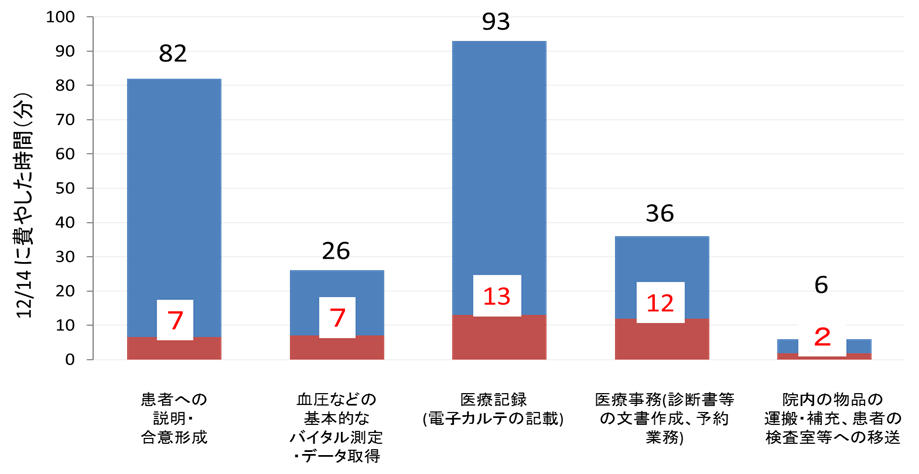 12/14に費やした時間(分)
100
90
80
70
60
50
40
30
20
10
0
82
26
93
36
6
7
7
13
12
2
患者への
説明・
合意形成
血圧などの
基本的な
バイタル測定
・データ取得
医療記録
(電子カルテの記載)
医療事務(診断書等
の文書作成、予約
業務)
院内の物品の
運搬・補充、患者の
検査室等への移送